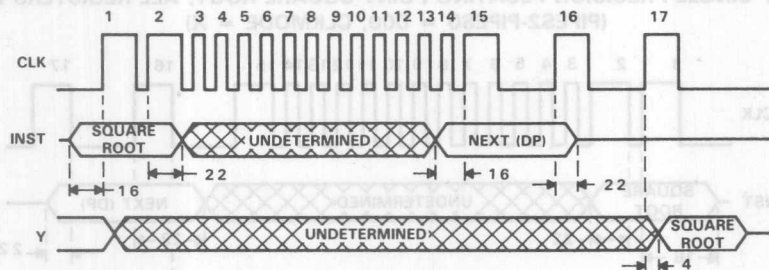 1 2 3 4 5 6 7 8 9 10 11 12 13 14 15 16 17
CLK
INST SQUARE ROOT UNDETERMINED NEXT (DP)
16 22 16 22
Y UNDETERMINED SQUARE ROOT
4